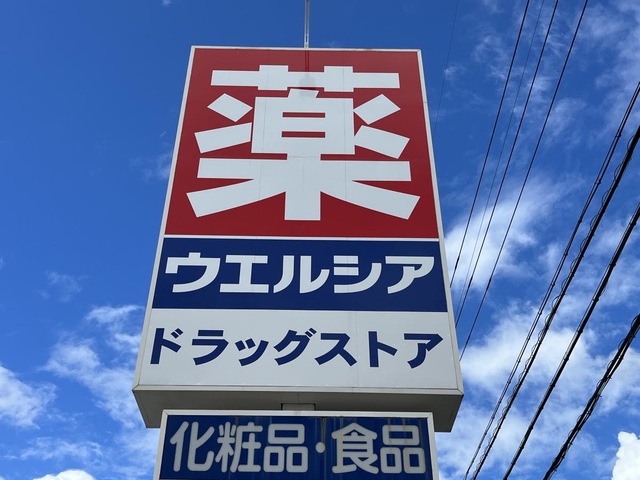 薬
ウエルシア
ドラッグストア
化粧品・食品